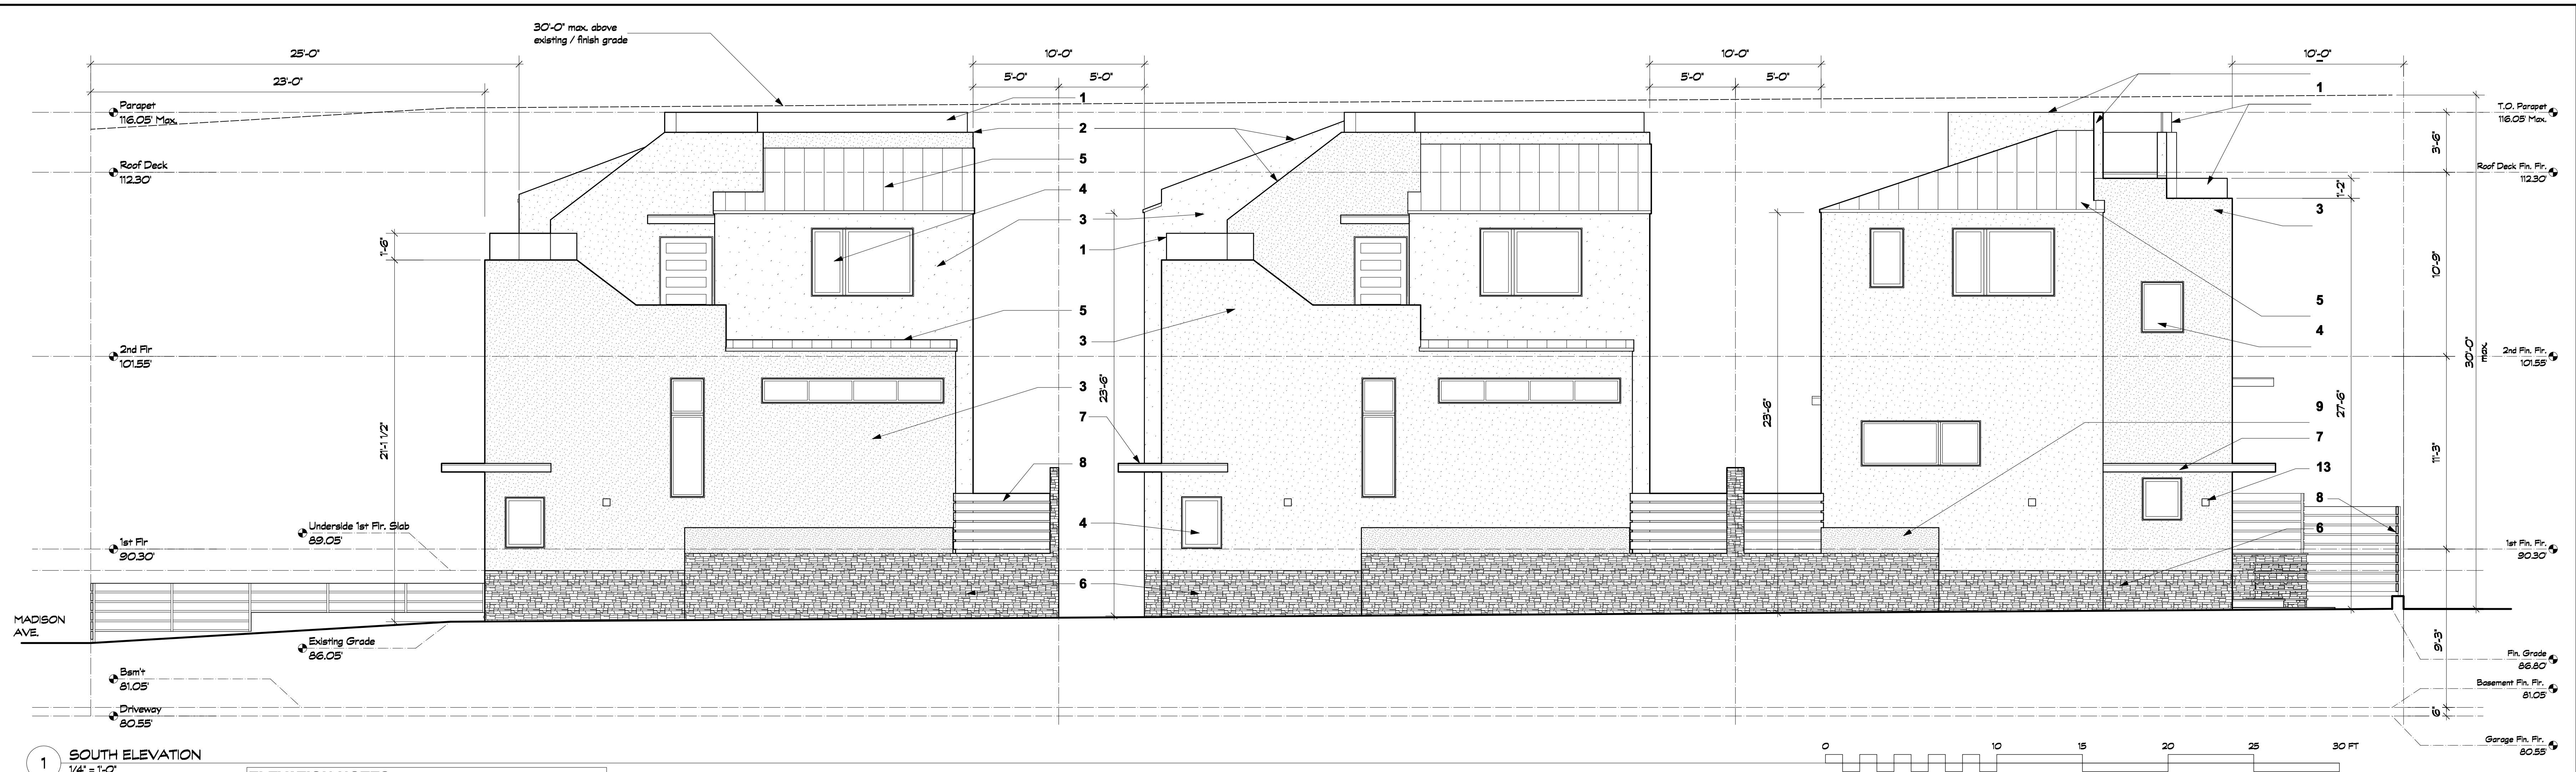 30'-0" max. above
existing / finish grade
25'-0"
10'-0"
10'-0"
10'-0"
23'-0"
5'-0"
5'-0"
5'-0"
5'-0"
Parapet
116.05' Max.
1
1
T.O. Parapet
116.05' Max.
2
3'-6"
Roof Deck
112.30'
5
Roof Deck Fin. Flr.
112.30'
4
1'-2"
3
3
1'-6"
1
10'-9"
5
5
3
4
2nd Flr
101.55'
30'-0"
max.
2nd Fin. Flr.
101.55'
3
23'-6"
23'-6"
27'-6"
9
7
7
21'-1 1/2"
11'-3"
8
13
8
4
6
Underside 1st Flr. Slab
89.05'
1st Flr
90.30'
1st Fin. Flr.
90.30'
6
MADISON
AVE.
Existing Grade
86.05'
9'-3"
Fin. Grade
86.80'
Bsm't
81.05'
Basement Fin. Flr.
81.05'
Driveway
80.55'
6"
Garage Fin. Flr.
80.55'
1
SOUTH ELEVATION
1/4" = 1'-0"
0
10
15
20
25
30 FT